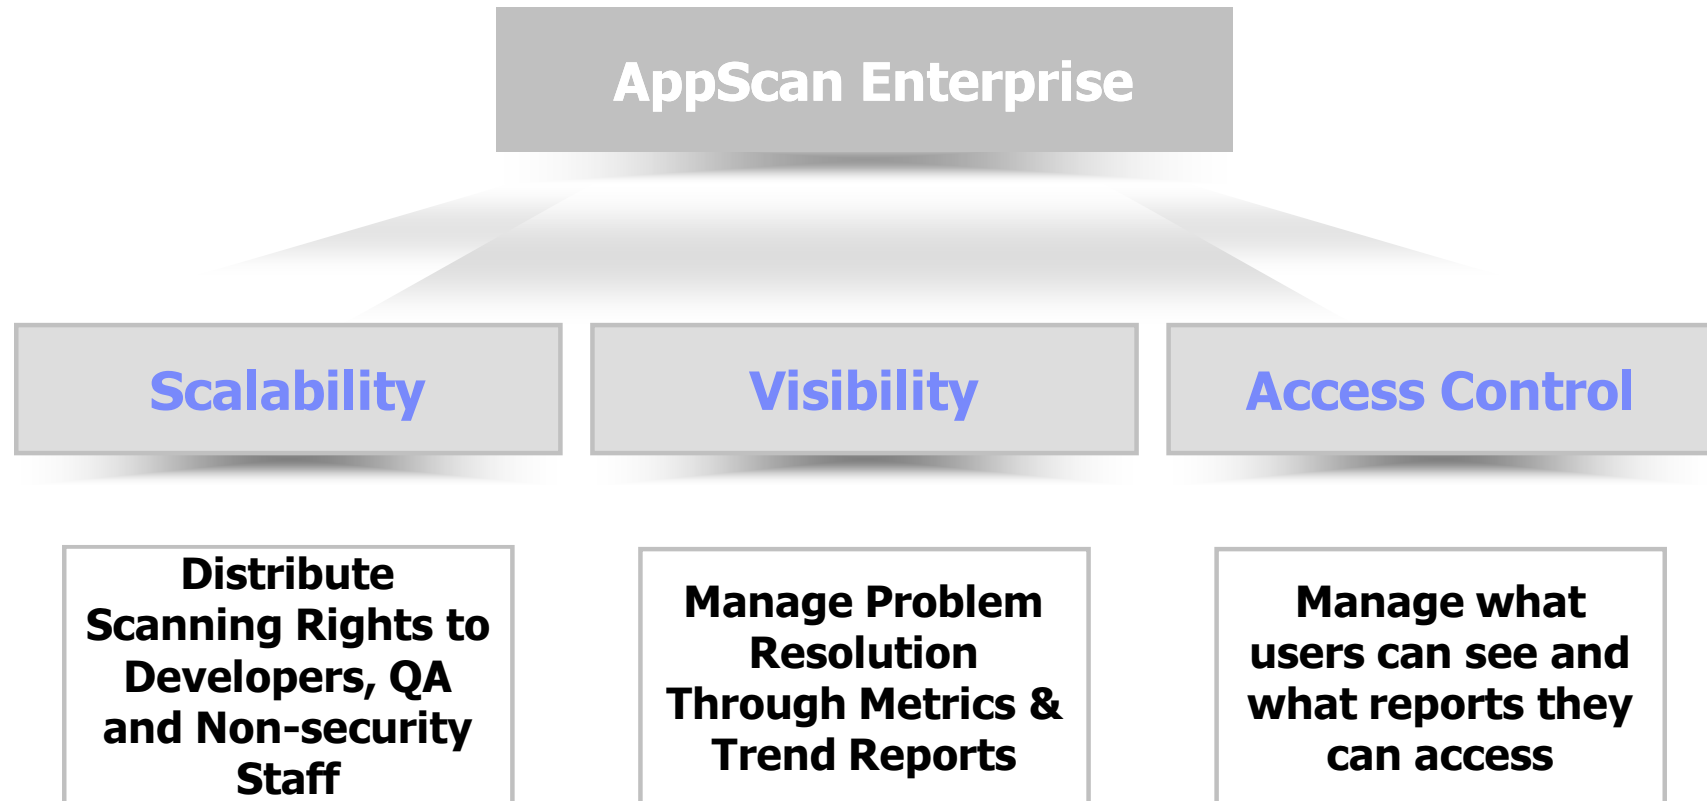 AppScan Enterprise
Scalability
Visibility
Access Control
Distribute
Scanning Rights to
Developers, QA
and Non-security
Staff
Manage Problem
Resolution
Through Metrics &
Trend Reports
Manage what
users can see and
what reports they
can access